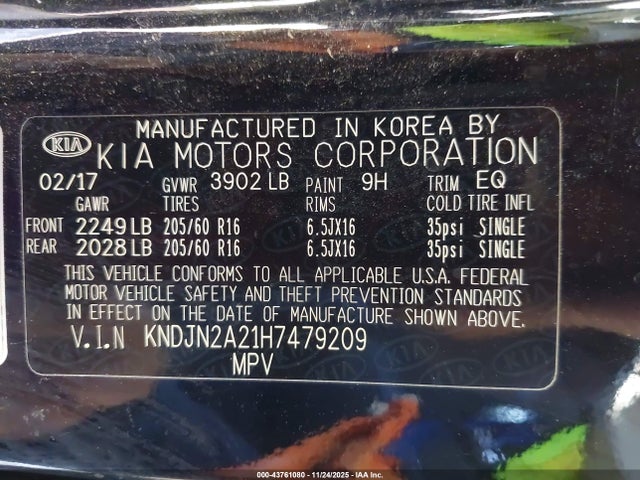 MANUFACTURED IN KOREA BY
KIA KIA MOTORS CORPORATION
02/17 GVWR 3902 LB PAINT 9H TRIM EQ
GAWR TIRES RIMS COLD TIRE INFL
FRONT 2249 LB 205/60 R16 6.5JX16 35psi SINGLE
REAR 2028 LB 205/60 R16 6.5JX16 35psi SINGLE
THIS VEHICLE CONFORMS TO ALL APPLICABLE U.S.A. FEDERAL
MOTOR VEHICLE SAFETY AND THEFT PREVENTION STANDARDS
IN EFFECT ON THE DATE OF MANUFACTURE SHOWN ABOVE.
V.I.N KNDJN2A21H7479209
MPV
000-43761080 - 11/24/2025 - IAA Inc.